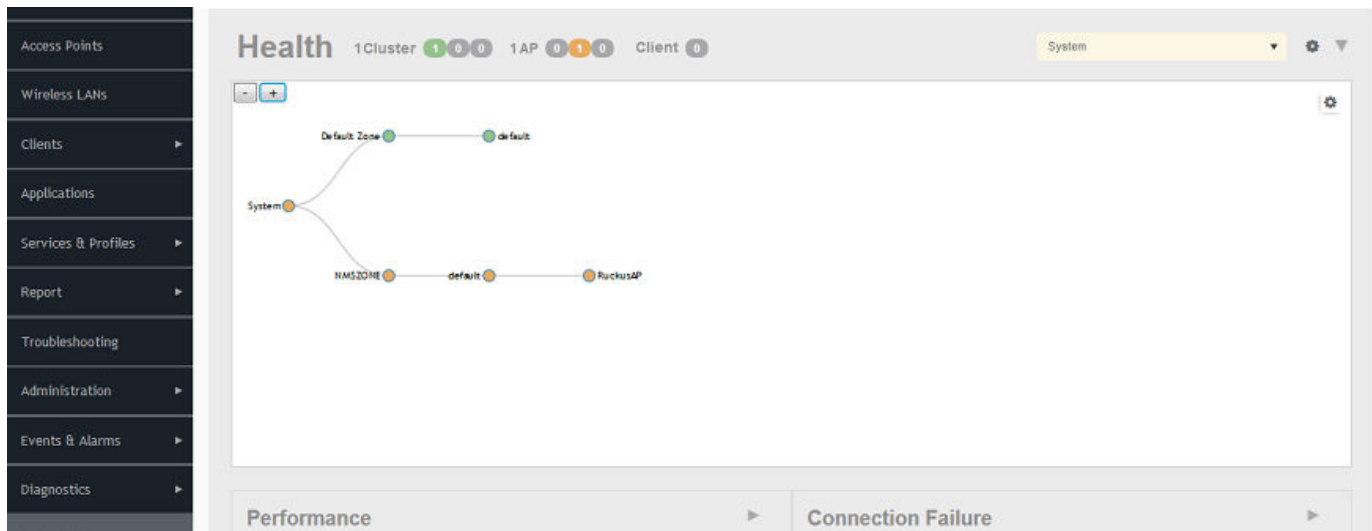 Access Points
Wireless LANs
Clients
Applications
Services & Profiles
Report
Troubleshooting
Administration
Events & Alarms
Diagnostics
Health 1Cluster 1 0 0 1AP 0 1 0 Client 0
System
- +
Default Zone default
System
NMSZONE default RuckusAP
Performance
Connection Failure